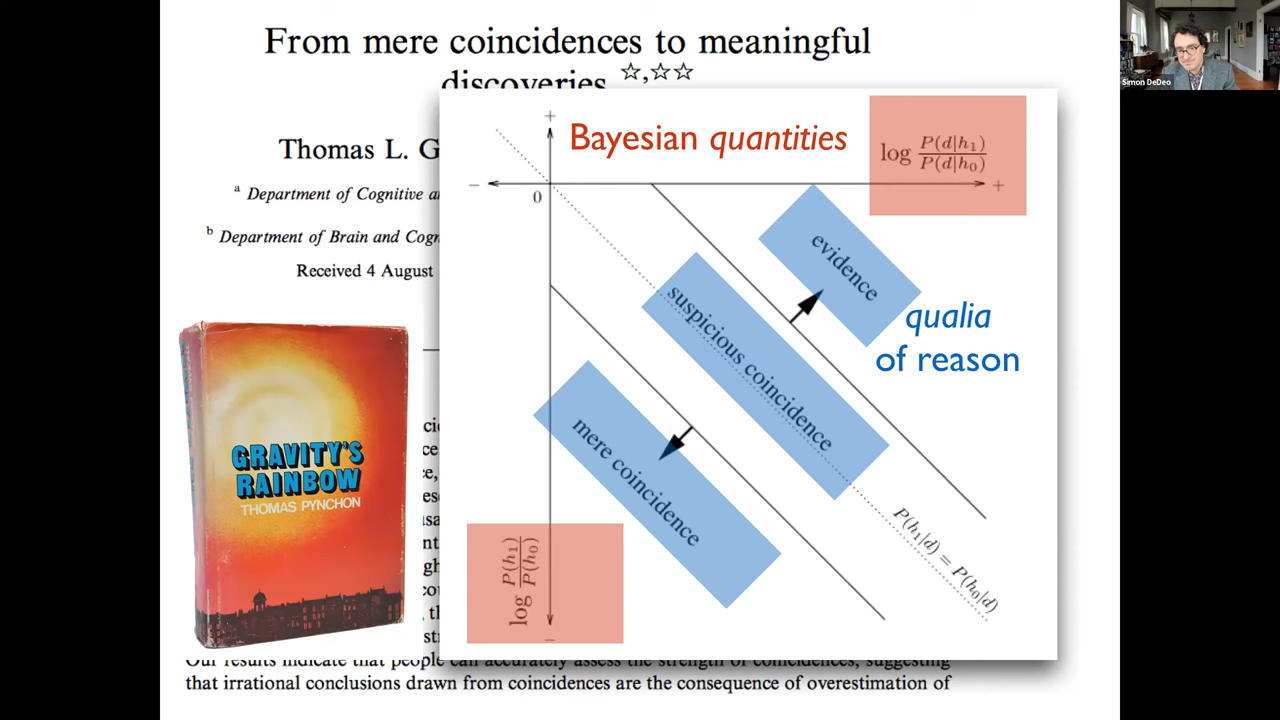 From mere coincidences to meaningful
discoveries ☆,☆☆
Thomas L. G
a Department of Cognitive a
b Department of Brain and Cogn
Received 4 August
Bayesian quantities
log P(d|h₁) / P(d|h₀)
+
-
+
0
evidence
suspicious coincidence
qualia
of reason
mere coincidence
P(h₁|d) = P(h₀|d)
log P(h₁) / P(h₀)
-
GRAVITY'S
RAINBOW
THOMAS PYNCHON
Our results indicate that people can accurately assess the strength of coincidences, suggesting
that irrational conclusions drawn from coincidences are the consequence of overestimation of
Simon DeDeo